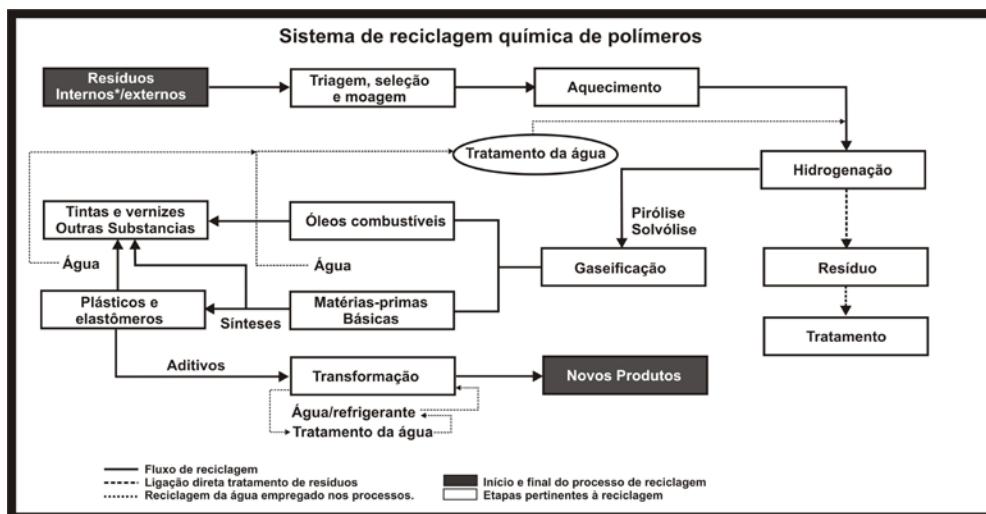 Sistema de reciclagem química de polímeros
Resíduos
Internos*/externos
Triagem, seleção
e moagem
Aquecimento
Tratamento da água
Hidrogenação
Tintas e vernizes
Outras Substancias
Óleos combustíveis
Pirólise
Solvólise
Água
Água
Gaseificação
Resíduo
Plásticos e
elastômeros
Sínteses
Matérias-primas
Básicas
Tratamento
Aditivos
Transformação
Novos Produtos
Água/refrigerante
Tratamento da água
Fluxo de reciclagem
Ligação direta tratamento de resíduos
Reciclagem da água empregado nos processos.
Início e final do processo de reciclagem
Etapas pertinentes à reciclagem